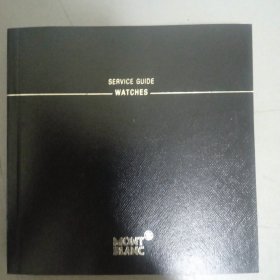 SERVICE GUIDE
WATCHES
MONT
BLANC